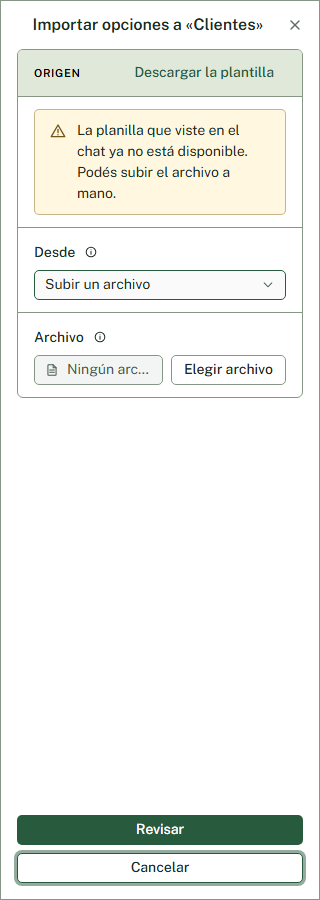 Importar opciones a «Clientes»
ORIGEN
Descargar la plantilla
La planilla que viste en el
chat ya no está disponible.
Podés subir el archivo a
mano.
Desde
Subir un archivo
Archivo
Ningún arc...
Elegir archivo
Revisar
Cancelar